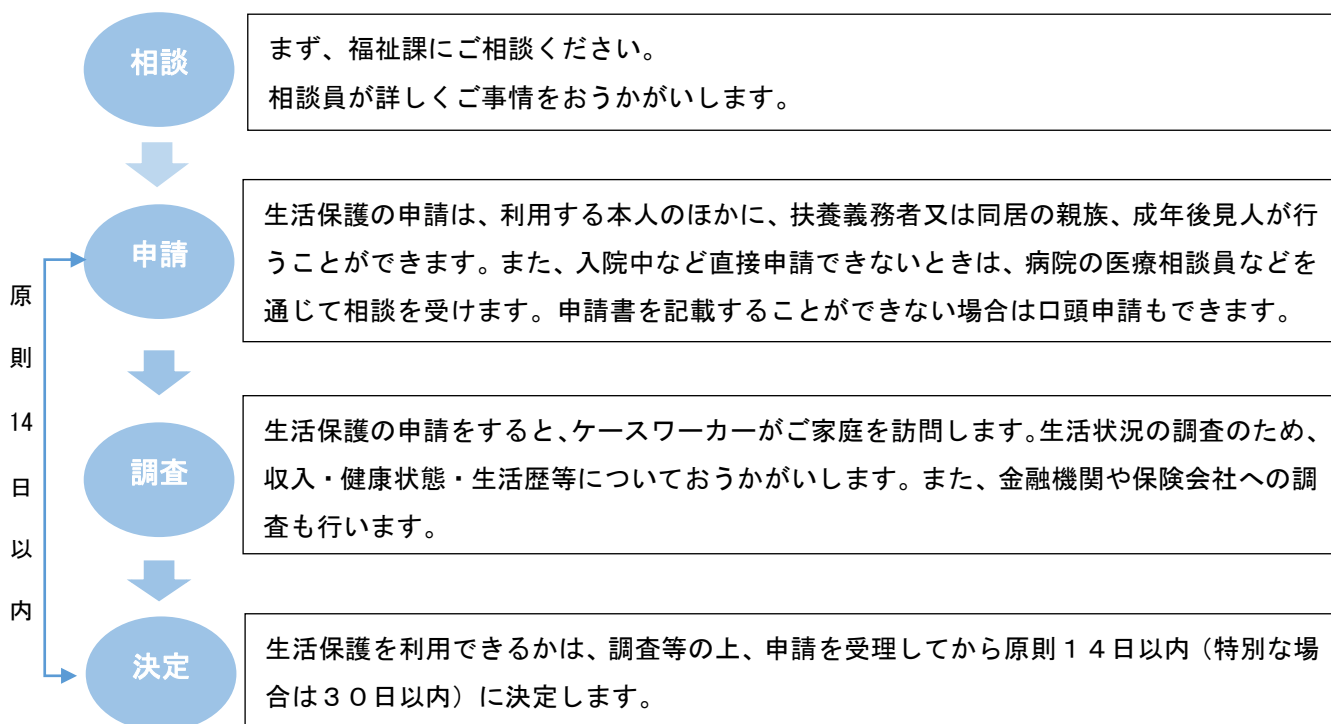 相談
まず、福祉課にご相談ください。
相談員が詳しくご事情をおうかがいします。
申請
生活保護の申請は、利用する本人のほかに、扶養義務者又は同居の親族、成年後見人が行
うことができます。また、入院中など直接申請できないときは、病院の医療相談員などを
通じて相談を受けます。申請書を記載することができない場合は口頭申請もできます。
原則14日以内
調査
生活保護の申請をすると、ケースワーカーがご家庭を訪問します。生活状況の調査のため、
収入・健康状態・生活歴等についておうかがいします。また、金融機関や保険会社への調
査も行います。
決定
生活保護を利用できるかは、調査等の上、申請を受理してから原則１４日以内（特別な場
合は３０日以内）に決定します。